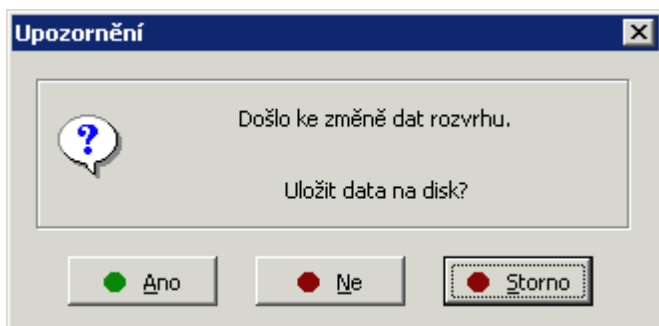 Upozornění
Došlo ke změně dat rozvrhu.
Uložit data na disk?
Ano
Ne
Storno